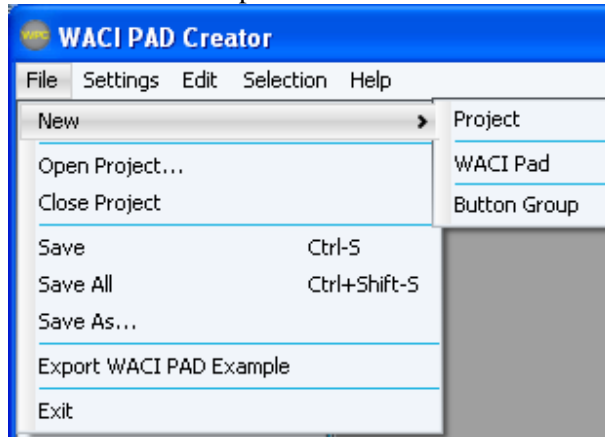 WPC WACI PAD Creator
File Settings Edit Selection Help
New
Project
WACI Pad
Button Group
Open Project...
Close Project
Save Ctrl-S
Save All Ctrl+Shift-S
Save As...
Export WACI PAD Example
Exit